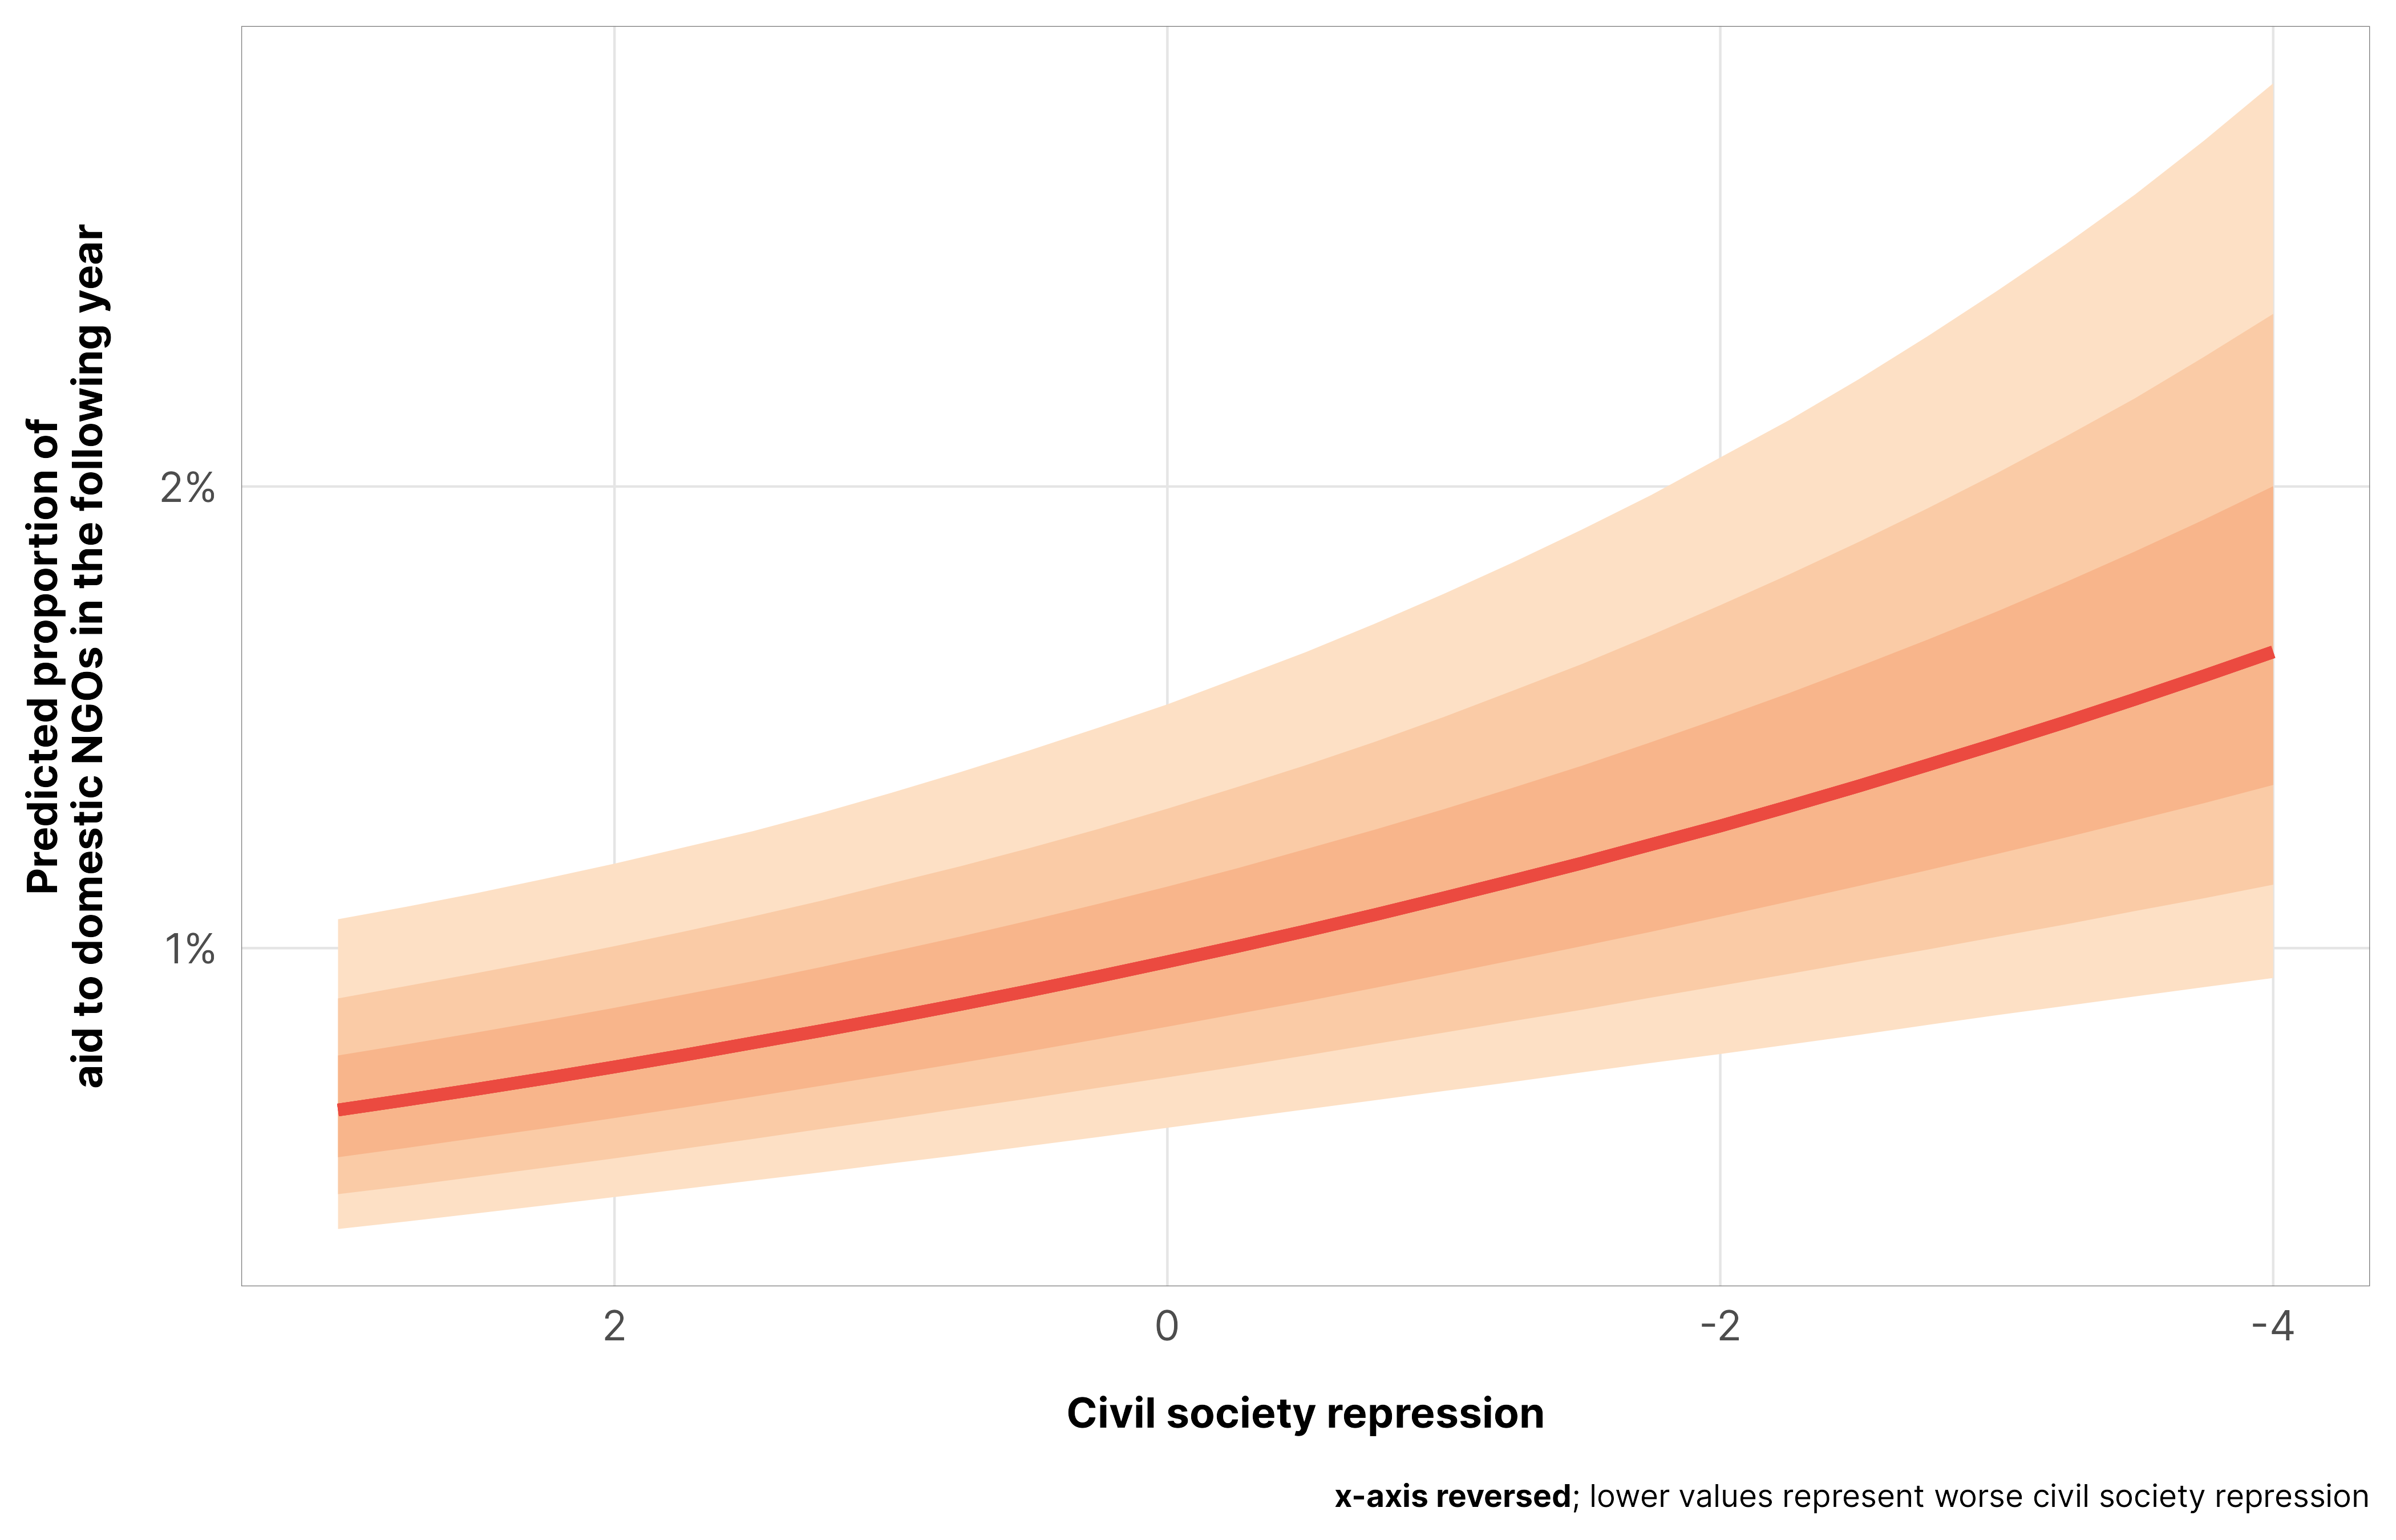 Predicted proportion of
aid to domestic NGOs in the following year
2%
1%
2
0
-2
-4
Civil society repression
x-axis reversed; lower values represent worse civil society repression